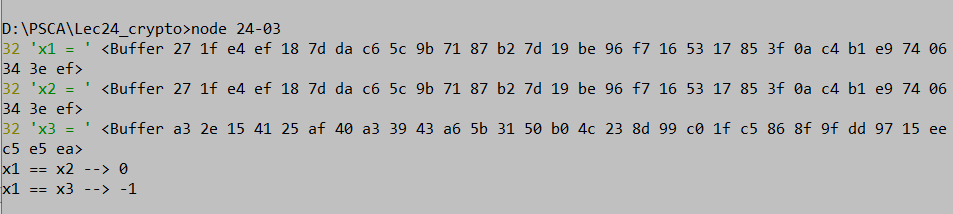 D:\PSCA\Lec24_crypto>node 24-03
32 'x1 = ' <Buffer 27 1f e4 ef 18 7d da c6 5c 9b 71 87 b2 7d 19 be 96 f7 16 53 17 85 3f 0a c4 b1 e9 74 06
34 3e ef>
32 'x2 = ' <Buffer 27 1f e4 ef 18 7d da c6 5c 9b 71 87 b2 7d 19 be 96 f7 16 53 17 85 3f 0a c4 b1 e9 74 06
34 3e ef>
32 'x3 = ' <Buffer a3 2e 15 41 25 af 40 a3 39 43 a6 5b 31 50 b0 4c 23 8d 99 c0 1f c5 86 8f 9f dd 97 15 ee
c5 e5 ea>
x1 == x2 --> 0
x1 == x3 --> -1